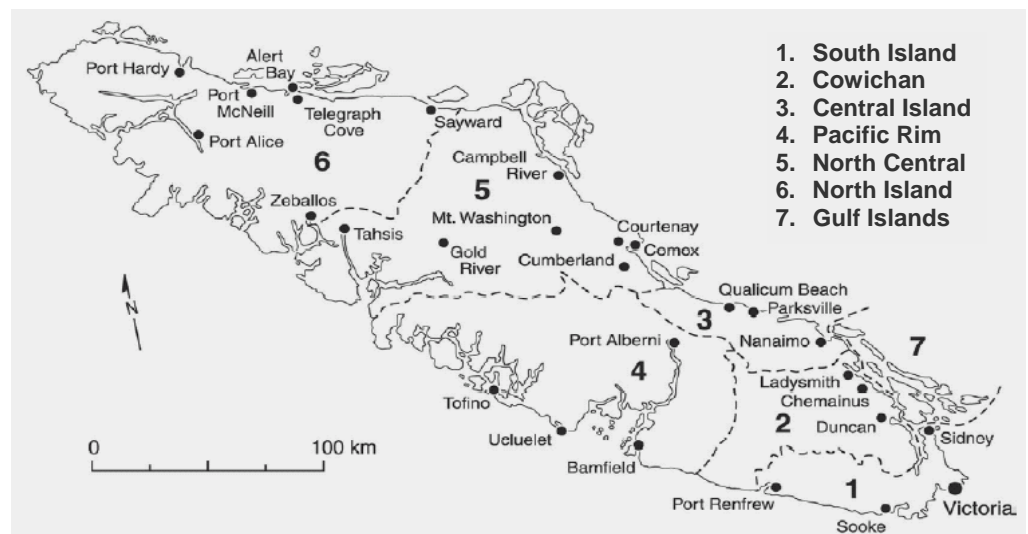 1. South Island
2. Cowichan
3. Central Island
4. Pacific Rim
5. North Central
6. North Island
7. Gulf Islands
Port Hardy
Alert
Bay
Port
McNeill
Telegraph
Cove
Port Alice
Sayward
6
Campbell
River
5
Zeballos
Mt. Washington
Tahsis
Gold
River
Courtenay
Comox
Cumberland
N
Qualicum Beach
Parksville
3
Nanaimo
7
Port Alberni
4
Ladysmith
Chemainus
2
Duncan
Sidney
Tofino
Ucluelet
Bamfield
0
100 km
Port Renfrew
1
Victoria
Sooke